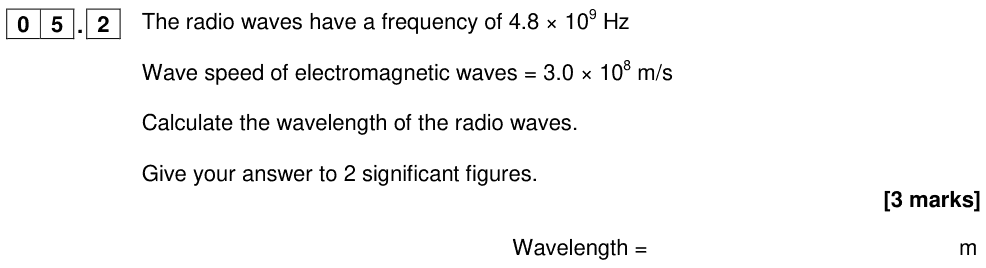 0 5 . 2 The radio waves have a frequency of 4.8 × 10⁹ Hz
Wave speed of electromagnetic waves = 3.0 × 10⁸ m/s
Calculate the wavelength of the radio waves.
Give your answer to 2 significant figures.
[3 marks]
Wavelength = m